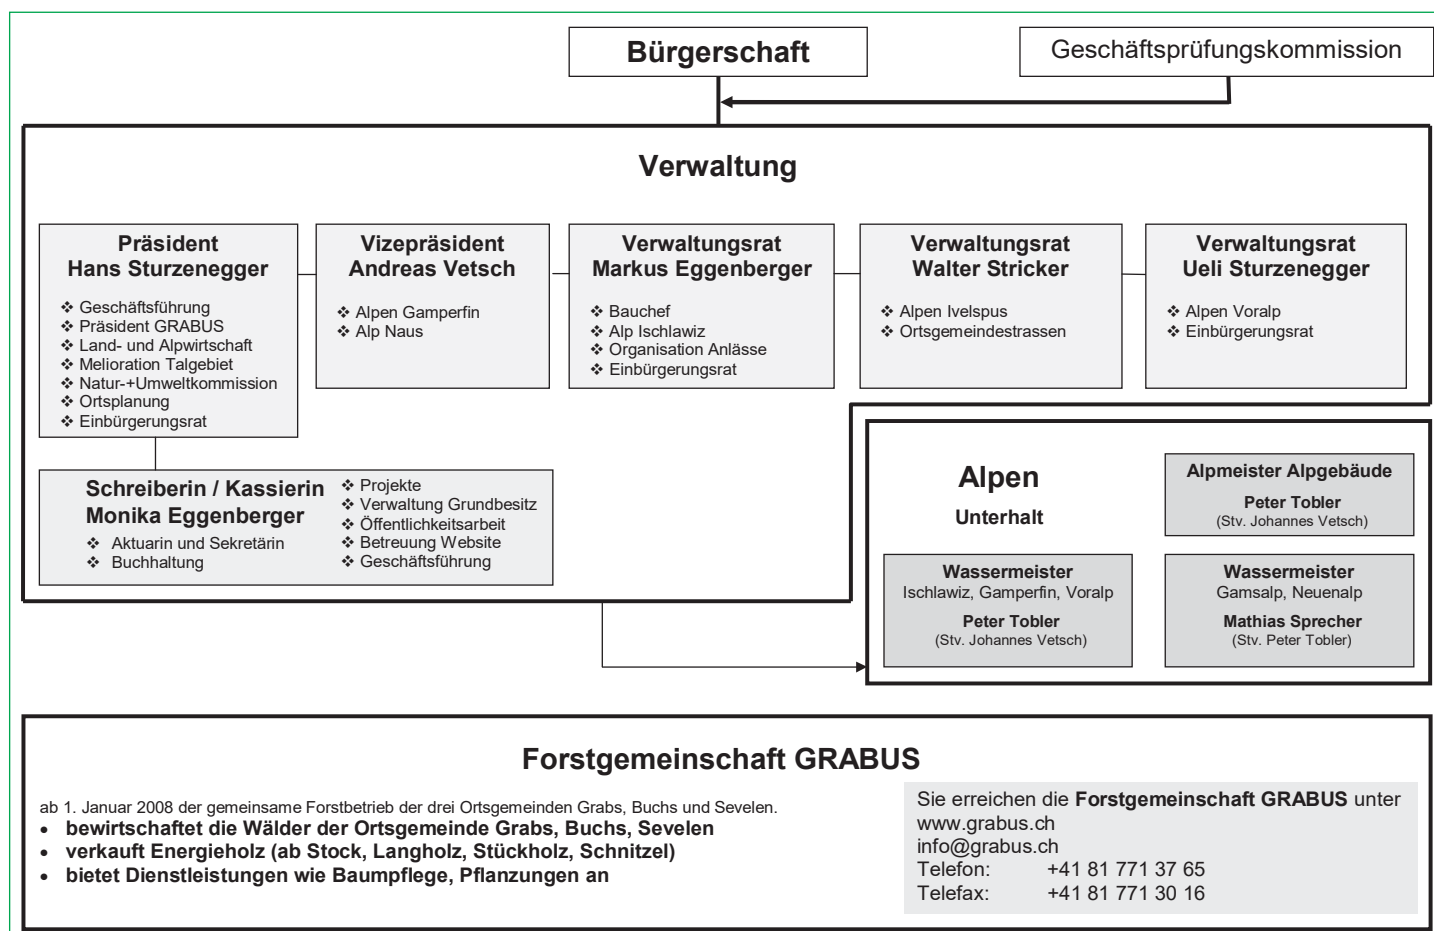 Bürgerschaft
Geschäftsprüfungskommission
Verwaltung
Präsident
Hans Sturzenegger
❖ Geschäftsführung
❖ Präsident GRABUS
❖ Land- und Alpwirtschaft
❖ Melioration Talgebiet
❖ Natur-+Umweltkommission
❖ Ortsplanung
❖ Einbürgerungsrat
Vizepräsident
Andreas Vetsch
❖ Alpen Gamperfin
❖ Alp Naus
Verwaltungsrat
Markus Eggenberger
❖ Bauchef
❖ Alp Ischlawiz
❖ Organisation Anlässe
❖ Einbürgerungsrat
Verwaltungsrat
Walter Stricker
❖ Alpen Ivelspus
❖ Ortsgemeindestrassen
Verwaltungsrat
Ueli Sturzenegger
❖ Alpen Voralp
❖ Einbürgerungsrat
Schreiberin / Kassierin
Monika Eggenberger
❖ Aktuarin und Sekretärin
❖ Buchhaltung
❖ Projekte
❖ Verwaltung Grundbesitz
❖ Öffentlichkeitsarbeit
❖ Betreuung Website
❖ Geschäftsführung
Alpen
Unterhalt
Alpmeister Alpgebäude
Peter Tobler
(Stv. Johannes Vetsch)
Wassermeister
Ischlawiz, Gamperfin, Voralp
Peter Tobler
(Stv. Johannes Vetsch)
Wassermeister
Gamsalp, Neuenalp
Mathias Sprecher
(Stv. Peter Tobler)
Forstgemeinschaft GRABUS
ab 1. Januar 2008 der gemeinsame Forstbetrieb der drei Ortsgemeinden Grabs, Buchs und Sevelen.
• bewirtschaftet die Wälder der Ortsgemeinde Grabs, Buchs, Sevelen
• verkauft Energieholz (ab Stock, Langholz, Stückholz, Schnitzel)
• bietet Dienstleistungen wie Baumpflege, Pflanzungen an
Sie erreichen die Forstgemeinschaft GRABUS unter
www.grabus.ch
info@grabus.ch
Telefon: +41 81 771 37 65
Telefax: +41 81 771 30 16